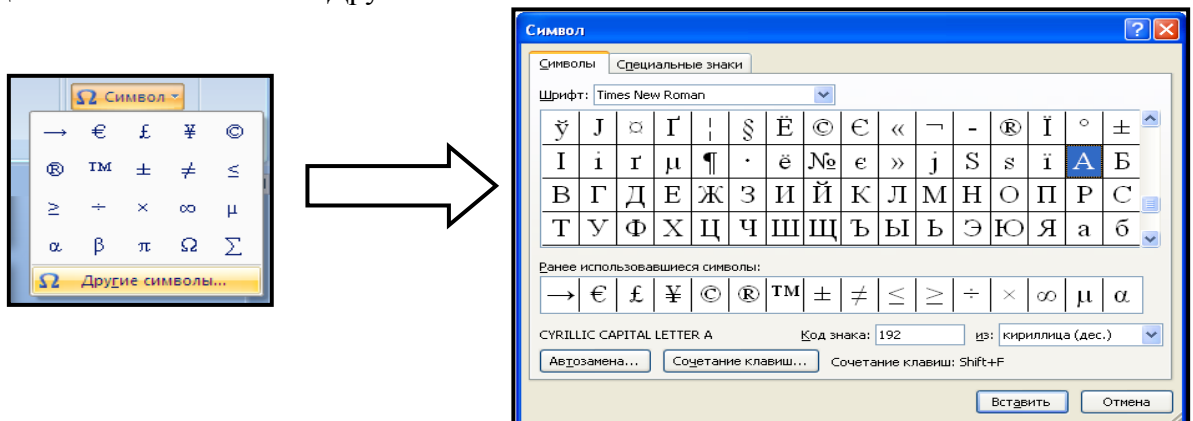 Символ
→ € £ ¥ ©
® ™ ± ≠ ≤
≥ ÷ × ∞ µ
α β π Ω Σ
Ω Другие символы...
Символ
Символы Специальные знаки
Шрифт: Times New Roman
ў Ј ¤ Ґ ¦ § Ё © Є « ¬ - ® Ї ° ±
І і ґ µ ¶ · ё № є » ј Ѕ ѕ ї А Б
В Г Д Е Ж З И Й К Л М Н О П Р С
Т У Ф Х Ц Ч Ш Щ Ъ Ы Ь Э Ю Я а б
Ранее использовавшиеся символы:
→ € £ ¥ © ® ™ ± ≠ ≤ ≥ ÷ × ∞ µ α
CYRILLIC CAPITAL LETTER A Код знака: 192 из: кириллица (дес.)
Автозамена... Сочетание клавиш... Сочетание клавиш: Shift+F
Вставить Отмена